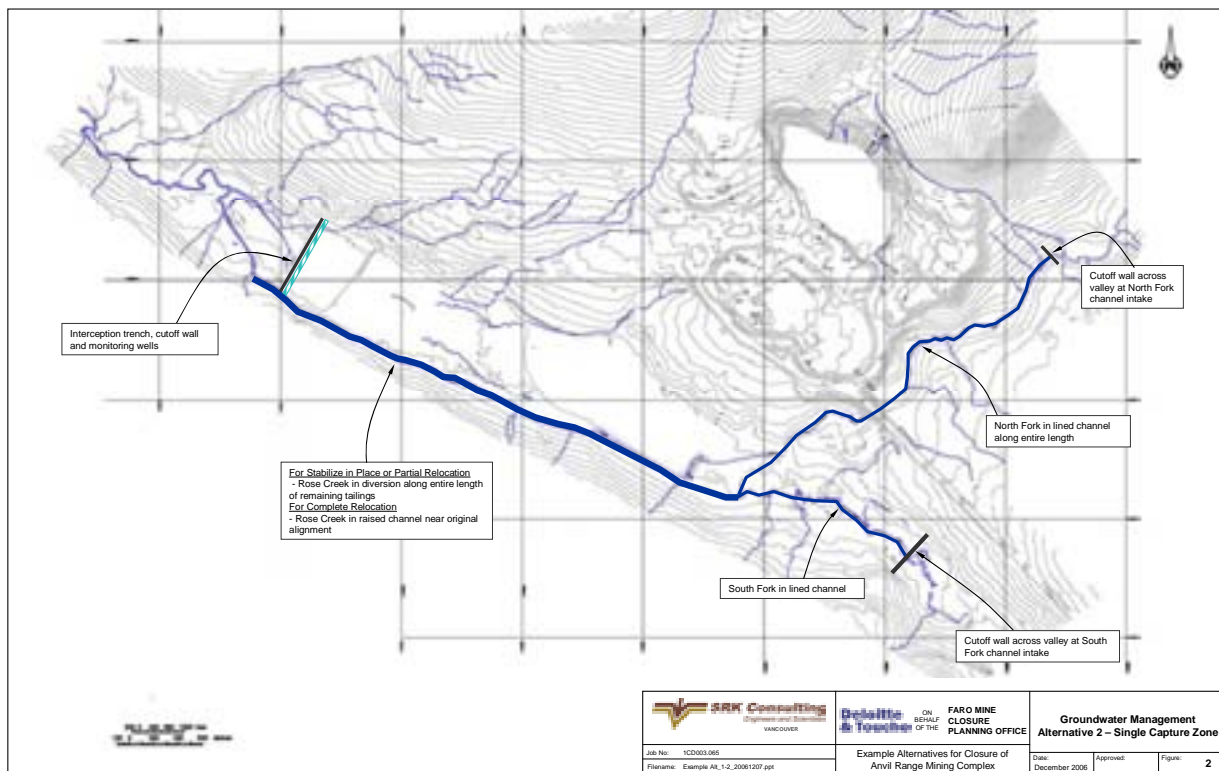 Cutoff wall across
valley at North Fork
channel intake
Interception trench, cutoff wall
and monitoring wells
North Fork in lined channel
along entire length
For Stabilize in Place or Partial Relocation
- Rose Creek in diversion along entire length
of remaining tailings
For Complete Relocation
- Rose Creek in raised channel near original
alignment
South Fork in lined channel
Cutoff wall across valley at South
Fork channel intake
SRK Consulting
Engineers and Scientists
VANCOUVER
Deloitte
& Touche
ON
BEHALF
OF THE
FARO MINE
CLOSURE
PLANNING OFFICE
Groundwater Management
Alternative 2 – Single Capture Zone
Job No: 1CD003.065
Filename: Example Alt_1-2_20061207.ppt
Example Alternatives for Closure of
Anvil Range Mining Complex
Date:
December 2006
Approved:
Figure:
2